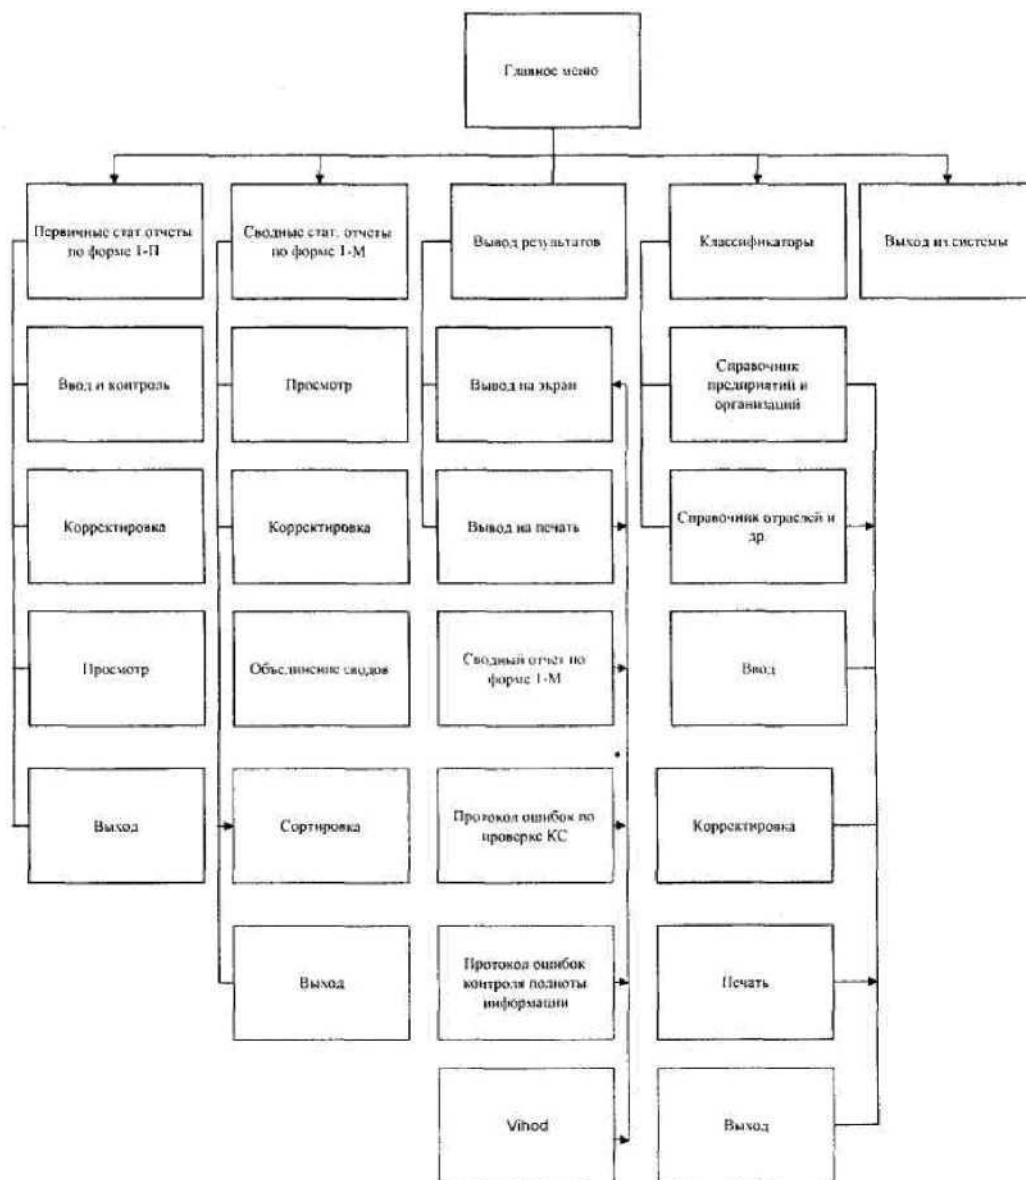 Главное меню
Первичные стат отчеты
по форме 1-П
Сводные стат. отчеты
по форме 1-М
Вывод результатов
Классификаторы
Выход из системы
Ввод и контроль
Просмотр
Вывод на экран
Справочник
предприятий и
организаций
Корректировка
Корректировка
Вывод на печать
Справочник отраслей и
др.
Просмотр
Объединение сводов
Сводный отчет по
форме 1-М
Ввод
Выход
Сортировка
Протокол ошибок по
проверке КС
Корректировка
Выход
Протокол ошибок
контроля полноты
информации
Печать
Vihod
Выход